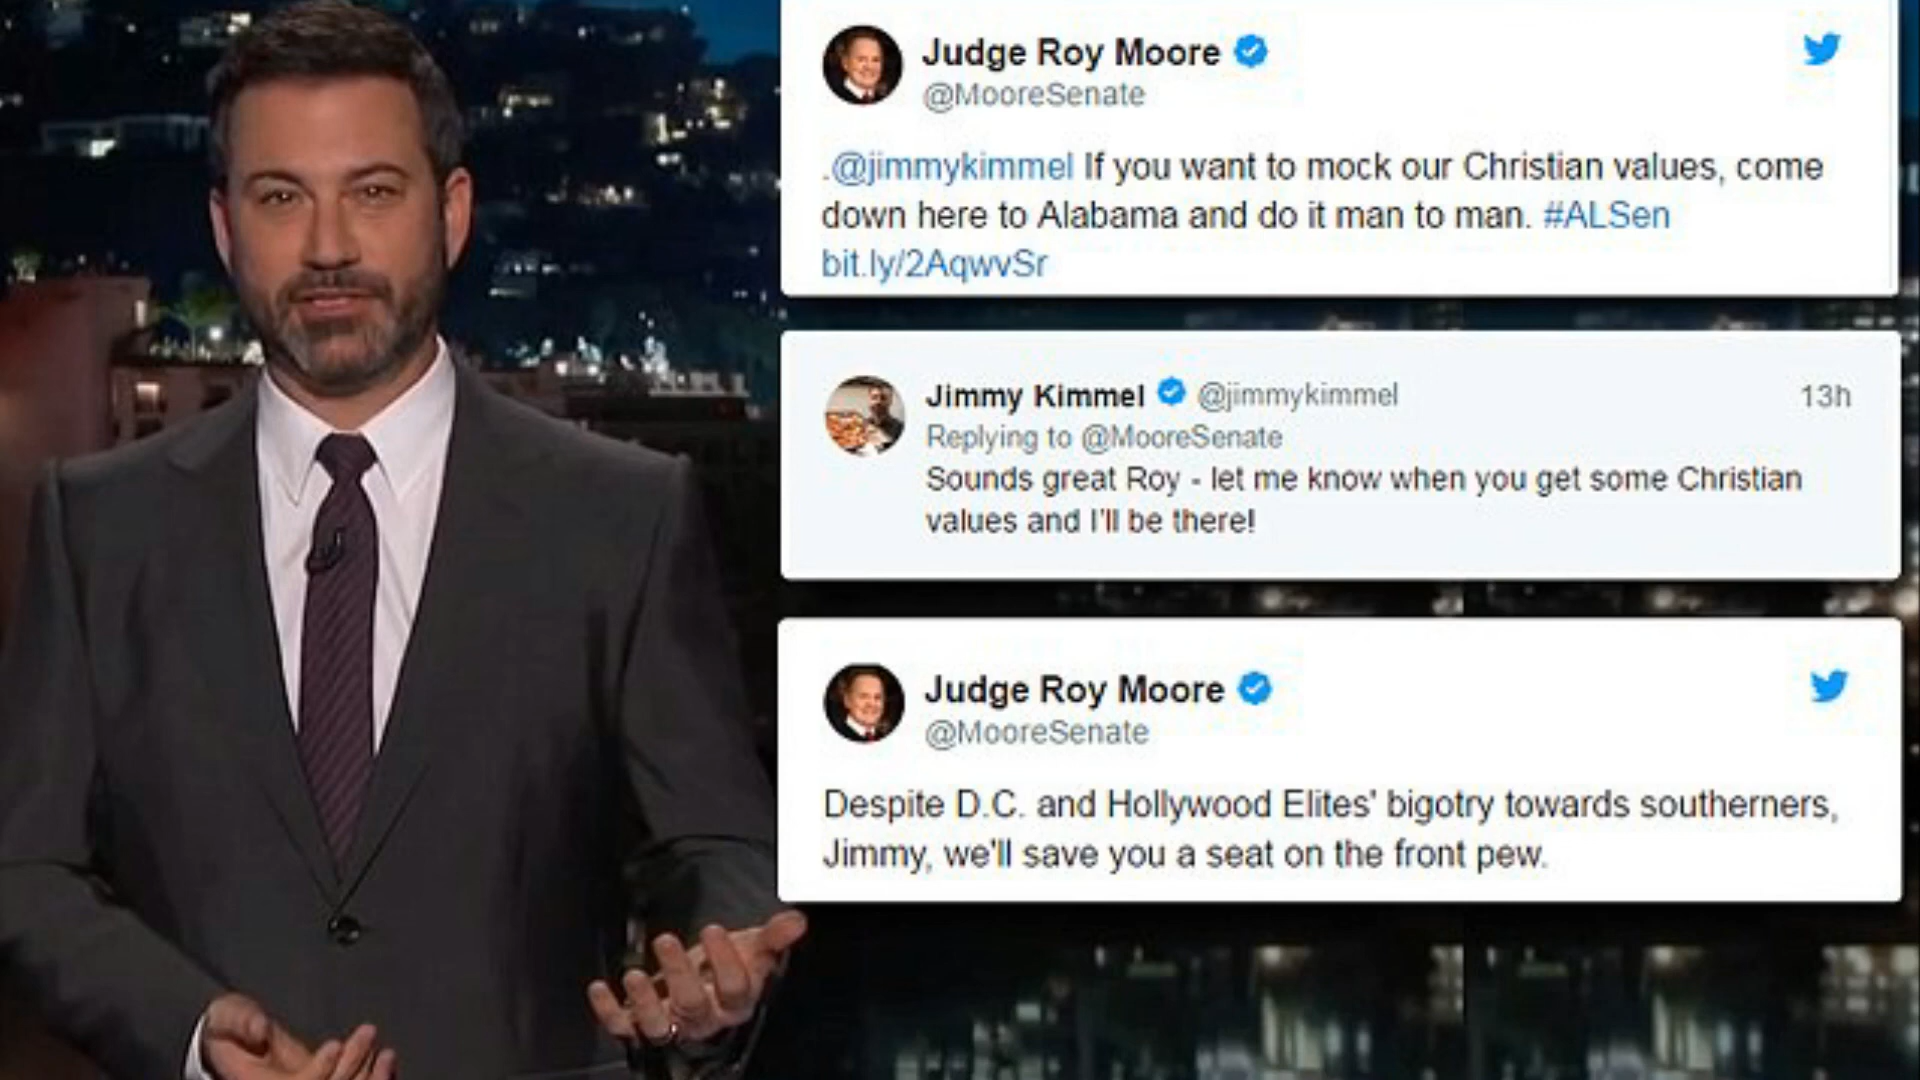 Judge Roy Moore
@MooreSenate
.@jimmykimmel If you want to mock our Christian values, come
down here to Alabama and do it man to man. #ALSen
bit.ly/2AqwvSr
Jimmy Kimmel @jimmykimmel 13h
Replying to @MooreSenate
Sounds great Roy - let me know when you get some Christian
values and I'll be there!
Judge Roy Moore
@MooreSenate
Despite D.C. and Hollywood Elites' bigotry towards southerners,
Jimmy, we'll save you a seat on the front pew.